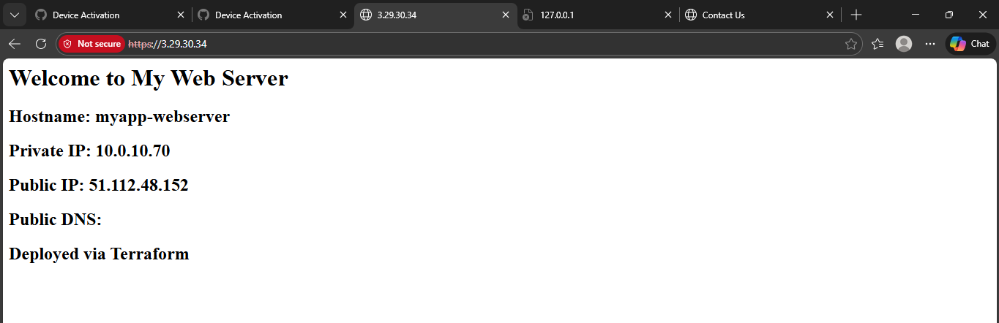 Device Activation
Device Activation
3.29.30.34
127.0.0.1
Contact Us
Not secure
https://3.29.30.34
Chat
Welcome to My Web Server
Hostname: myapp-webserver
Private IP: 10.0.10.70
Public IP: 51.112.48.152
Public DNS:
Deployed via Terraform